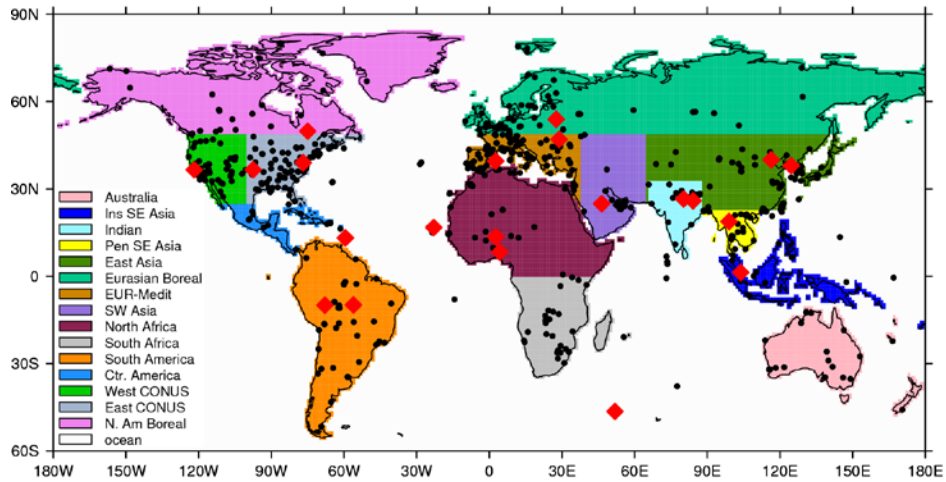 90N
60N
30N
0
30S
60S
Australia
Ins SE Asia
Indian
Pen SE Asia
East Asia
Eurasian Boreal
EUR-Medit
SW Asia
North Africa
South Africa
South America
Ctr. America
West CONUS
East CONUS
N. Am Boreal
ocean
180W 150W 120W 90W 60W 30W 0 30E 60E 90E 120E 150E 180E